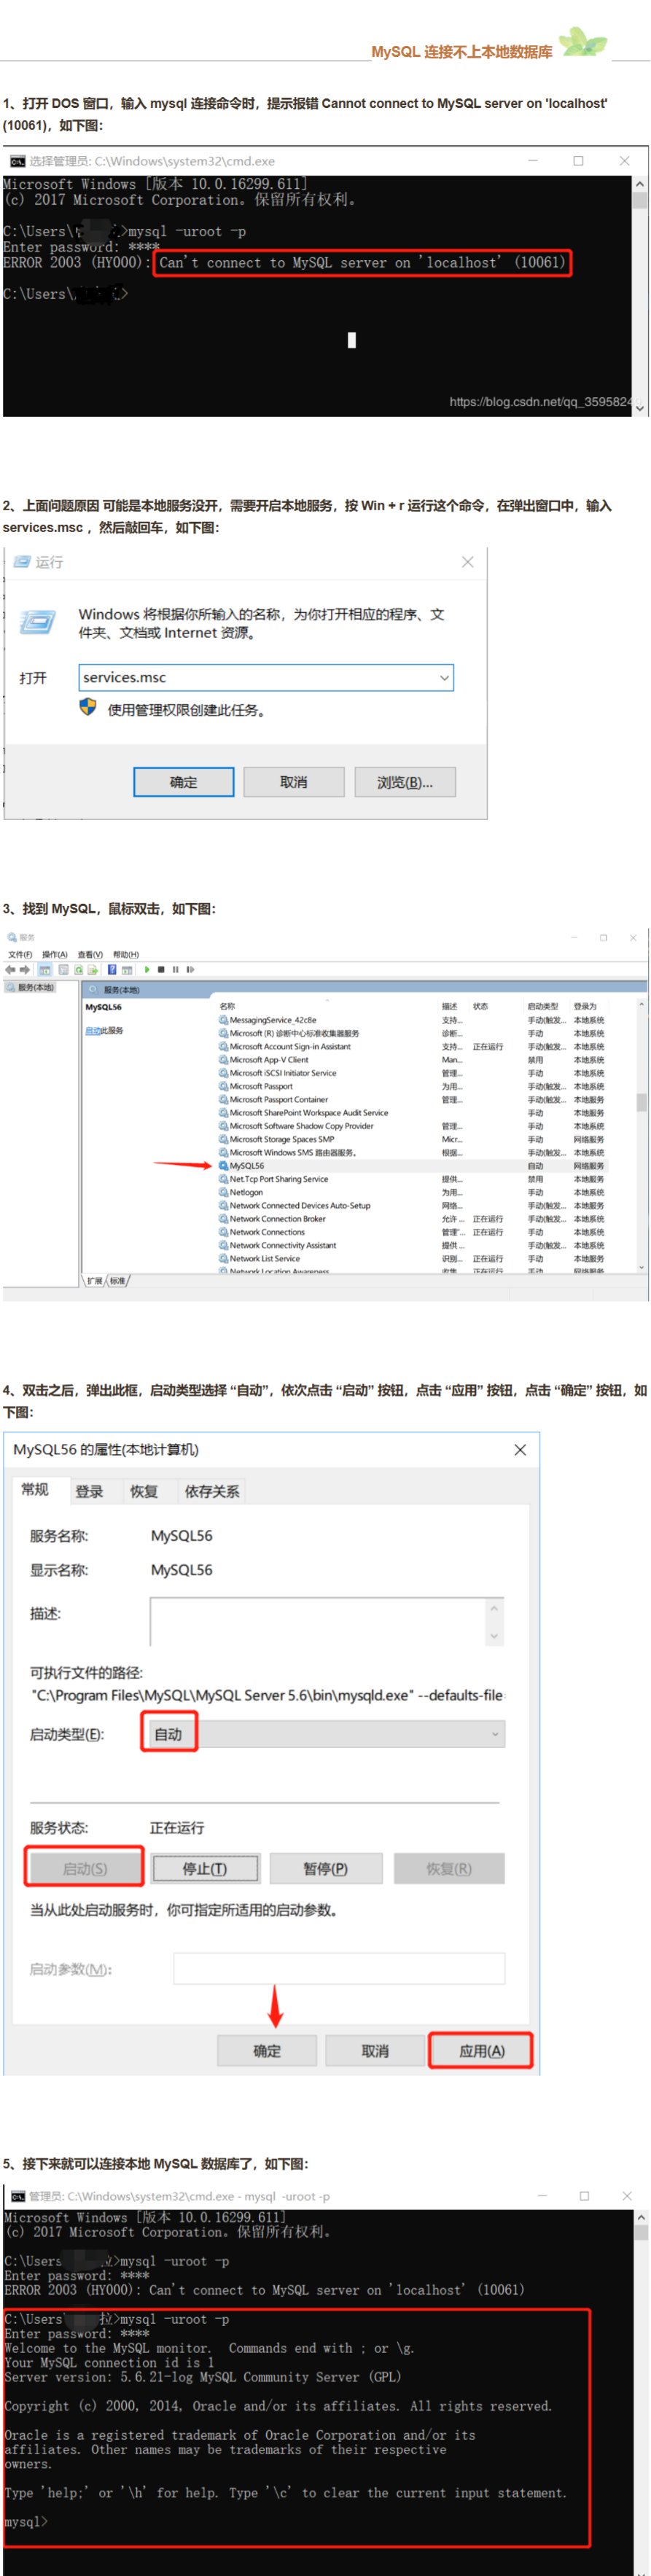 MySQL 连接不上本地数据库
1、打开 DOS 窗口，输入 mysql 连接命令时，提示报错 Cannot connect to MySQL server on 'localhost'
(10061)，如下图：
选择管理员: C:\Windows\system32\cmd.exe
Microsoft Windows [版本 10.0.16299.611]
(c) 2017 Microsoft Corporation。保留所有权利。
C:\Users\ >mysql -uroot -p
Enter password: ****
ERROR 2003 (HY000): Can't connect to MySQL server on 'localhost' (10061)
C:\Users\ >
https://blog.csdn.net/qq_3595824
2、上面问题原因 可能是本地服务没开，需要开启本地服务，按 Win + r 运行这个命令，在弹出窗口中，输入
services.msc ，然后敲回车，如下图：
运行
Windows 将根据你所输入的名称，为你打开相应的程序、文
件夹、文档或 Internet 资源。
打开
services.msc
使用管理权限创建此任务。
确定 取消 浏览(B)...
3、找到 MySQL，鼠标双击，如下图：
服务
文件(F) 操作(A) 查看(V) 帮助(H)
服务(本地) 服务(本地)
MySQL56 名称 描述 状态 启动类型 登录为
启动此服务
MessagingService_42c8e 支持... 手动(触发... 本地系统
Microsoft (R) 诊断中心标准收集器服务 诊断... 手动 本地系统
Microsoft Account Sign-in Assistant 支持... 正在运行 手动(触发... 本地系统
Microsoft App-V Client Man... 禁用 本地系统
Microsoft iSCSI Initiator Service 管理... 手动 本地系统
Microsoft Passport 为用... 手动(触发... 本地系统
Microsoft Passport Container 管理... 手动(触发... 本地服务
Microsoft SharePoint Workspace Audit Service 手动 本地服务
Microsoft Software Shadow Copy Provider 管理... 手动 本地系统
Microsoft Storage Spaces SMP Micr... 手动 网络服务
Microsoft Windows SMS 路由器服务。 根据... 手动(触发... 本地系统
MySQL56 自动 网络服务
Net.Tcp Port Sharing Service 提供... 禁用 本地服务
Netlogon 为用... 手动 本地系统
Network Connected Devices Auto-Setup 网络... 手动(触发... 本地服务
Network Connection Broker 允许 ... 正在运行 手动(触发... 本地系统
Network Connections 管理"... 正在运行 手动 本地系统
Network Connectivity Assistant 提供 ... 手动(触发... 本地系统
Network List Service 识别... 正在运行 手动 本地服务
Network Location Awareness 收集... 正在运行 自动 网络服务
扩展 标准
4、双击之后，弹出此框，启动类型选择 “自动”，依次点击 “启动” 按钮，点击 “应用” 按钮，点击 “确定” 按钮，如
下图：
MySQL56 的属性(本地计算机)
常规 登录 恢复 依存关系
服务名称: MySQL56
显示名称: MySQL56
描述:
可执行文件的路径:
"C:\Program Files\MySQL\MySQL Server 5.6\bin\mysqld.exe" --defaults-file
启动类型(E): 自动
服务状态: 正在运行
启动(S) 停止(T) 暂停(P) 恢复(R)
当从此处启动服务时，你可指定所适用的启动参数。
启动参数(M):
确定 取消 应用(A)
5、接下来就可以连接本地 MySQL 数据库了，如下图：
管理员: C:\Windows\system32\cmd.exe - mysql -uroot -p
Microsoft Windows [版本 10.0.16299.611]
(c) 2017 Microsoft Corporation。保留所有权利。
C:\Users 拉>mysql -uroot -p
Enter password: ****
ERROR 2003 (HY000): Can't connect to MySQL server on 'localhost' (10061)
C:\Users\ 拉>mysql -uroot -p
Enter password: ****
Welcome to the MySQL monitor.  Commands end with ; or \g.
Your MySQL connection id is 1
Server version: 5.6.21-log MySQL Community Server (GPL)
Copyright (c) 2000, 2014, Oracle and/or its affiliates. All rights reserved.
Oracle is a registered trademark of Oracle Corporation and/or its
affiliates. Other names may be trademarks of their respective
owners.
Type 'help;' or '\h' for help. Type '\c' to clear the current input statement.
mysql>